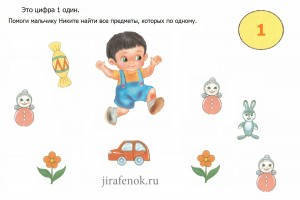 Это цифра 1 один.
Помоги мальчику Никите найти все предметы, которых по одному.
1
jirafenok.ru